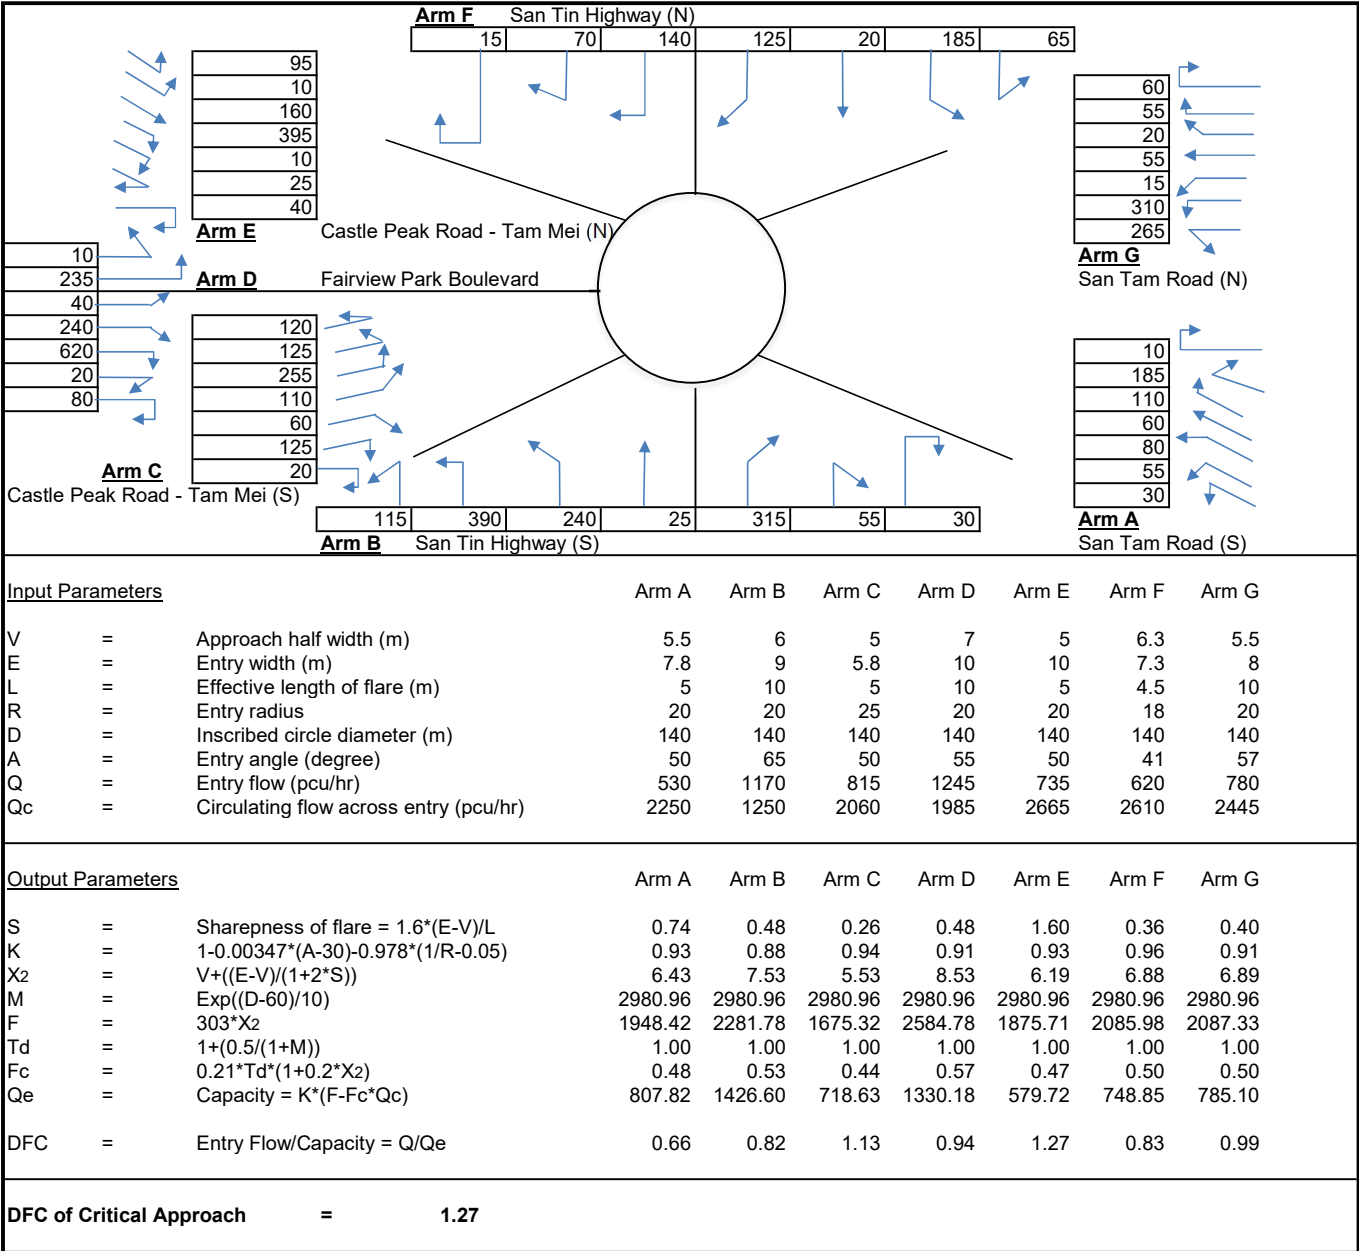 Arm F San Tin Highway (N)
15 70 140 125 20 185 65
95
10
160
395
10
25
40
Arm E Castle Peak Road - Tam Mei (N)
60
55
20
55
15
310
265
Arm G
San Tam Road (N)
10
235
40
240
620
20
80
Arm D Fairview Park Boulevard
120
125
255
110
60
125
20
Arm C
Castle Peak Road - Tam Mei (S)
10
185
110
60
80
55
30
Arm A
San Tam Road (S)
115 390 240 25 315 55 30
Arm B San Tin Highway (S)
Input Parameters Arm A Arm B Arm C Arm D Arm E Arm F Arm G
V = Approach half width (m) 5.5 6 5 7 5 6.3 5.5
E = Entry width (m) 7.8 9 5.8 10 10 7.3 8
L = Effective length of flare (m) 5 10 5 10 5 4.5 10
R = Entry radius 20 20 25 20 20 18 20
D = Inscribed circle diameter (m) 140 140 140 140 140 140 140
A = Entry angle (degree) 50 65 50 55 50 41 57
Q = Entry flow (pcu/hr) 530 1170 815 1245 735 620 780
Qc = Circulating flow across entry (pcu/hr) 2250 1250 2060 1985 2665 2610 2445
Output Parameters Arm A Arm B Arm C Arm D Arm E Arm F Arm G
S = Sharepness of flare = 1.6*(E-V)/L 0.74 0.48 0.26 0.48 1.60 0.36 0.40
K = 1-0.00347*(A-30)-0.978*(1/R-0.05) 0.93 0.88 0.94 0.91 0.93 0.96 0.91
X2 = V+((E-V)/(1+2*S)) 6.43 7.53 5.53 8.53 6.19 6.88 6.89
M = Exp((D-60)/10) 2980.96 2980.96 2980.96 2980.96 2980.96 2980.96 2980.96
F = 303*X2 1948.42 2281.78 1675.32 2584.78 1875.71 2085.98 2087.33
Td = 1+(0.5/(1+M)) 1.00 1.00 1.00 1.00 1.00 1.00 1.00
Fc = 0.21*Td*(1+0.2*X2) 0.48 0.53 0.44 0.57 0.47 0.50 0.50
Qe = Capacity = K*(F-Fc*Qc) 807.82 1426.60 718.63 1330.18 579.72 748.85 785.10
DFC = Entry Flow/Capacity = Q/Qe 0.66 0.82 1.13 0.94 1.27 0.83 0.99
DFC of Critical Approach = 1.27